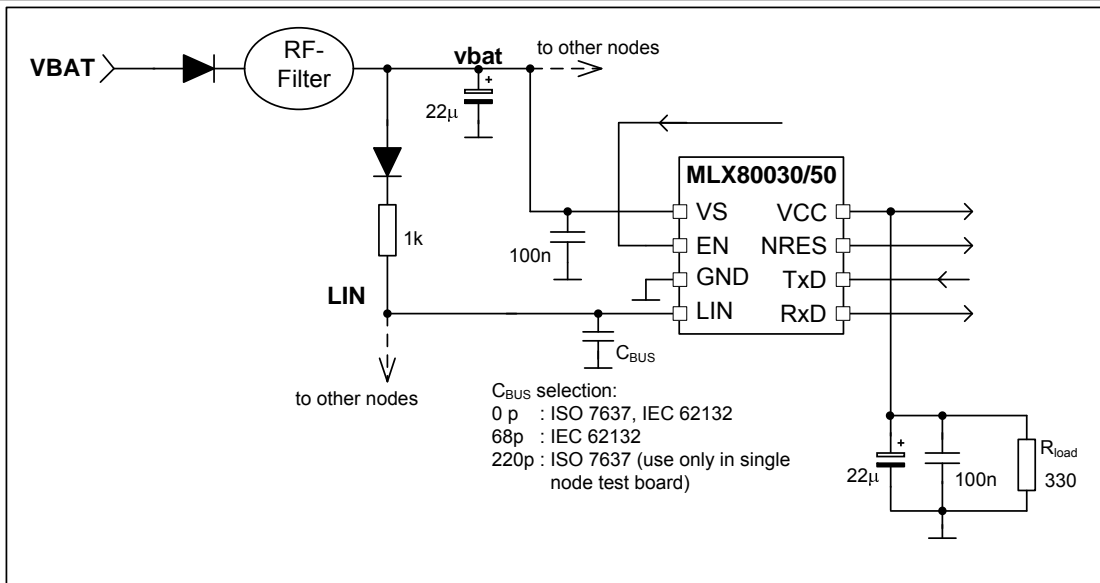 VBAT
RF-
Filter
vbat
to other nodes
22μ
1k
LIN
to other nodes
100n
MLX80030/50
VS
EN
GND
LIN
VCC
NRES
TxD
RxD
CBUS
CBUS selection:
0 p : ISO 7637, IEC 62132
68p : IEC 62132
220p : ISO 7637 (use only in single
node test board)
22μ
100n
Rload
330